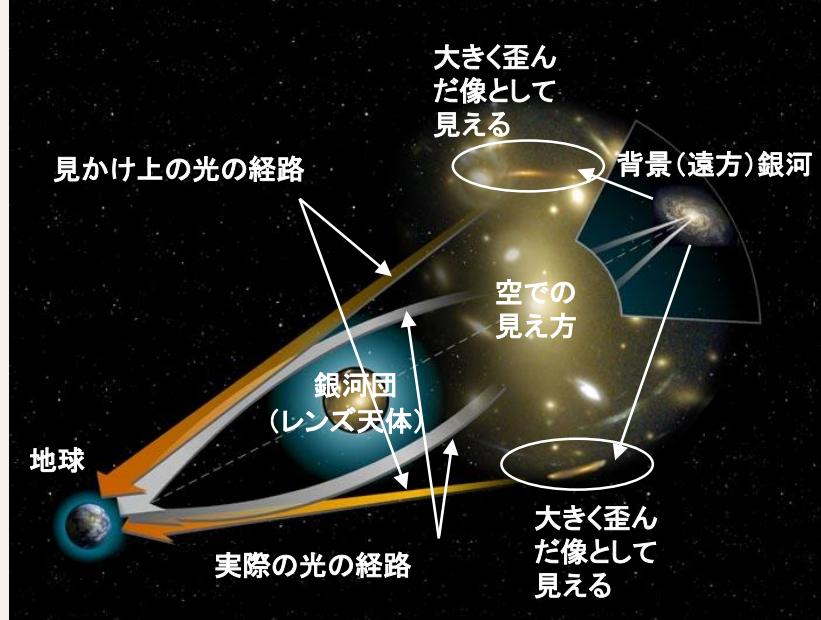 大きく歪ん
だ像として
見える
見かけ上の光の経路
背景(遠方)銀河
空での
見え方
銀河団
(レンズ天体)
地球
実際の光の経路
大きく歪ん
だ像として
見える